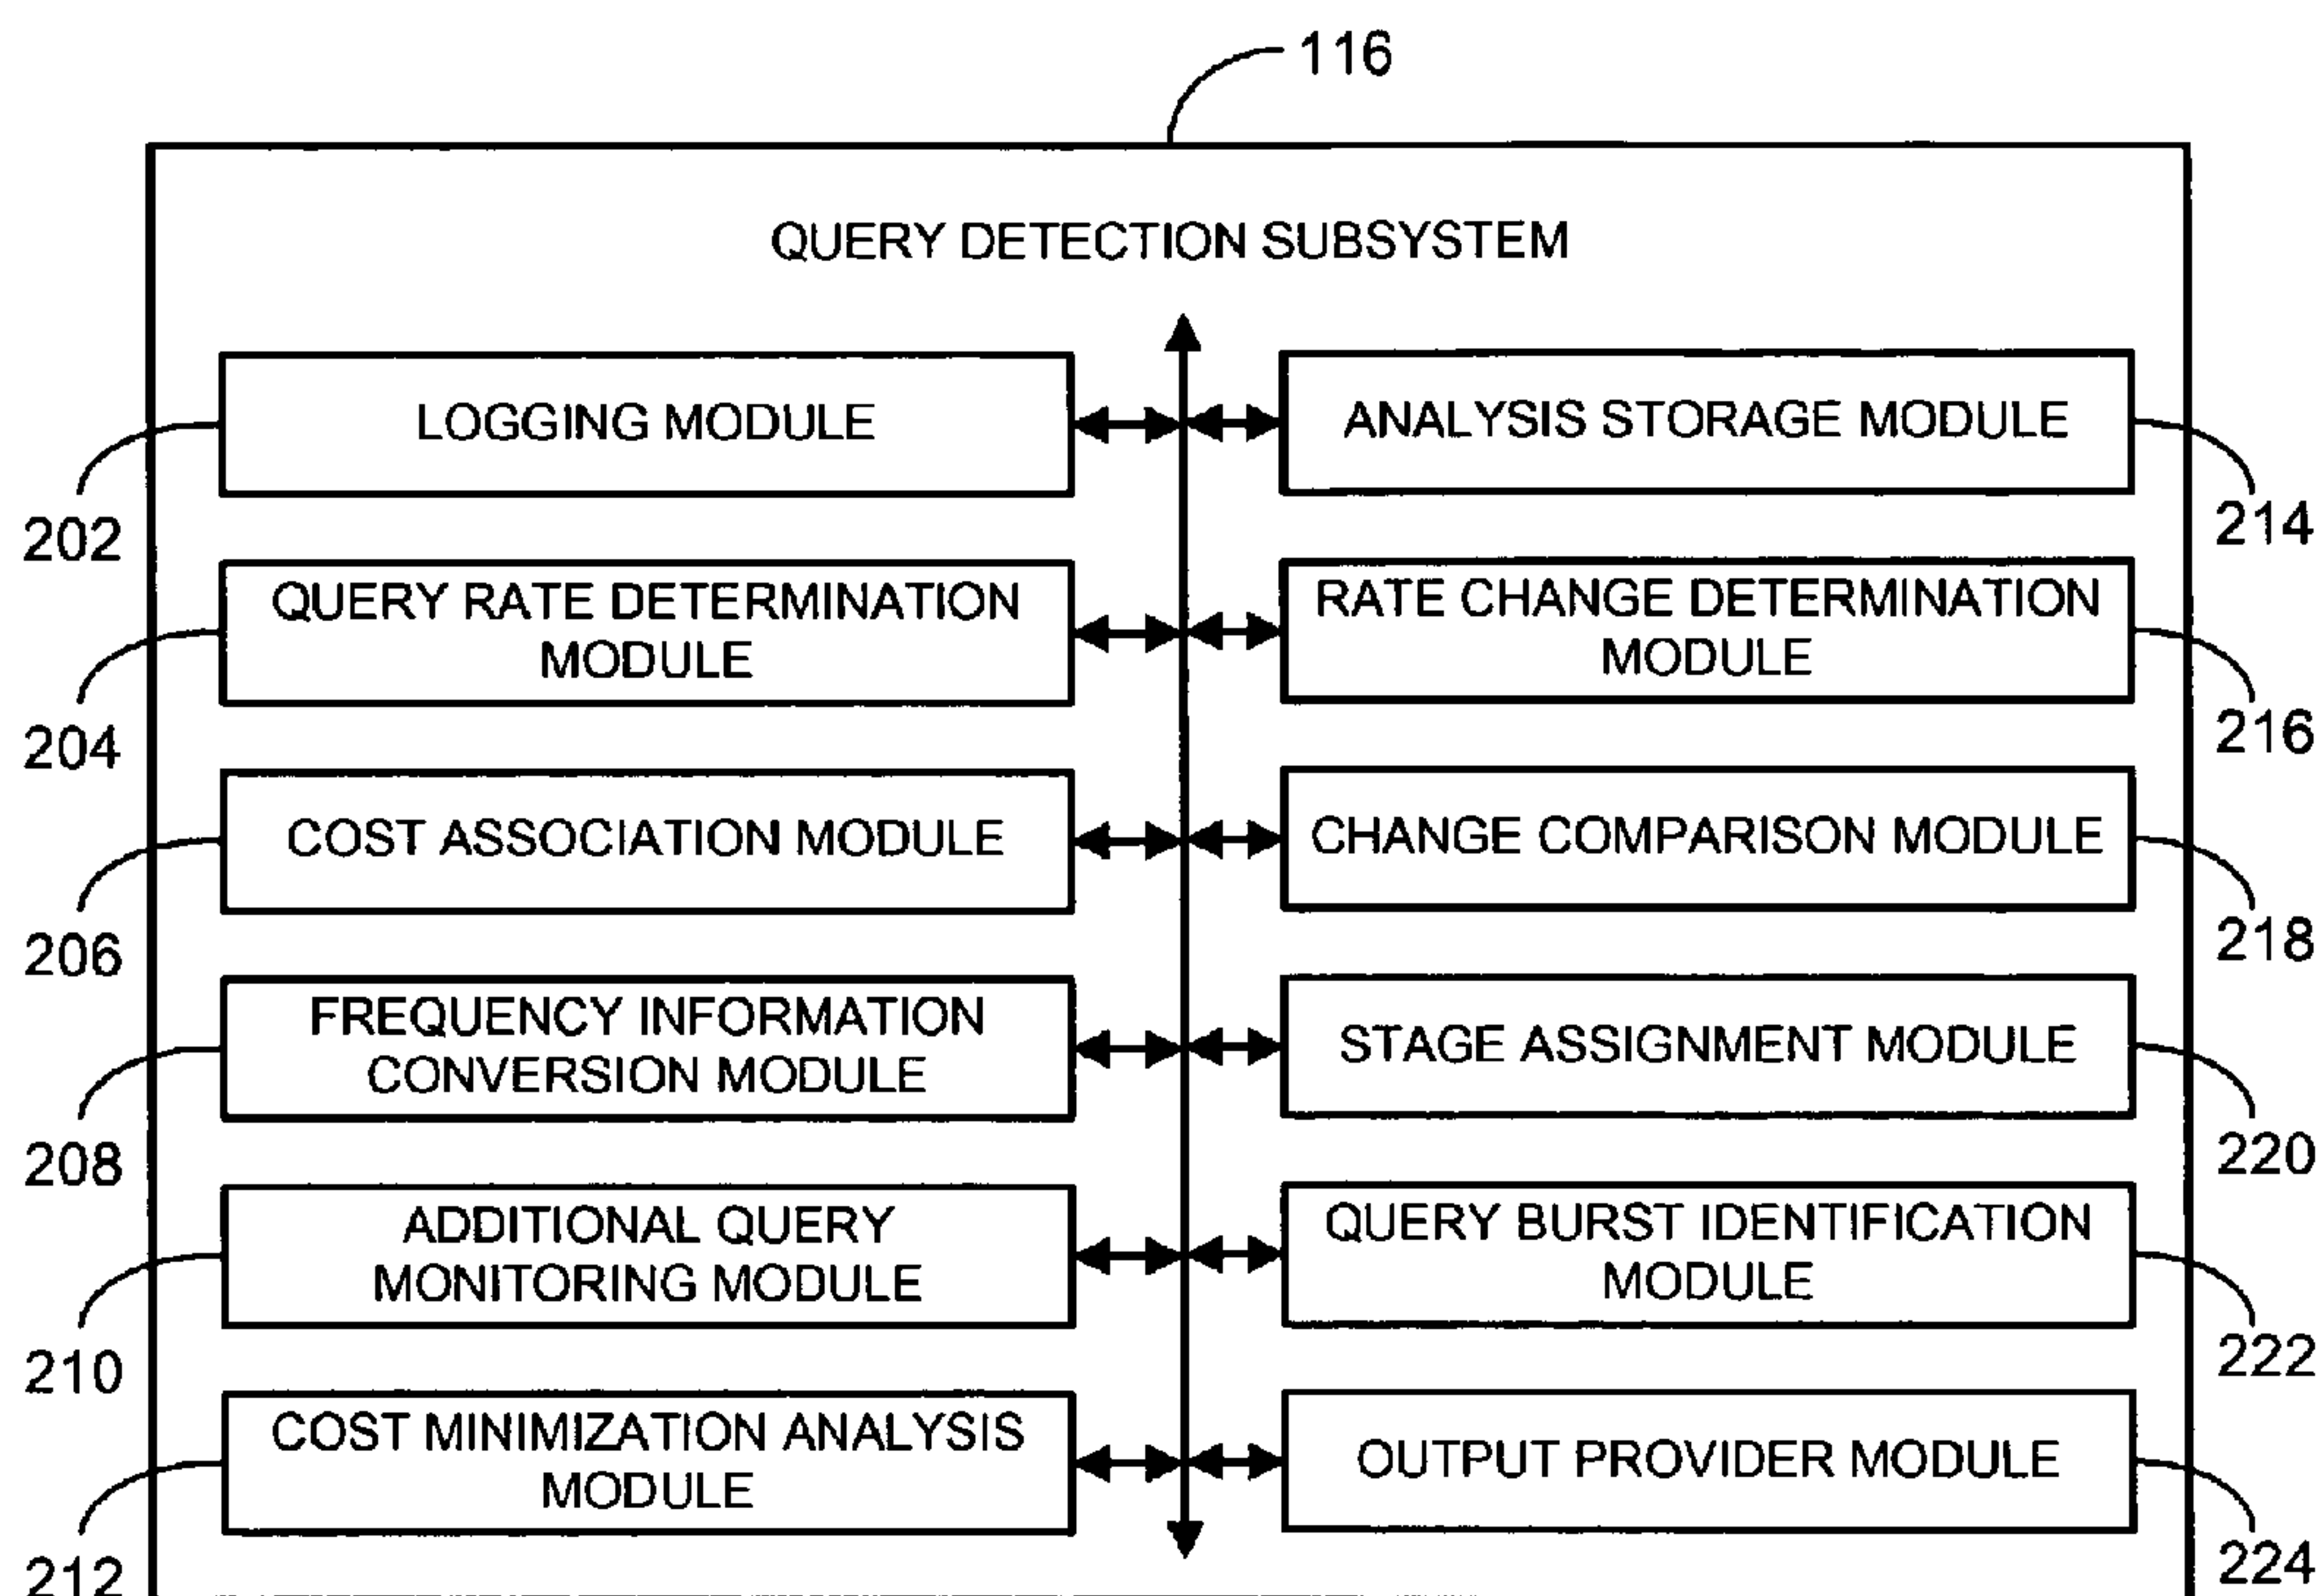 116
QUERY DETECTION SUBSYSTEM
LOGGING MODULE
202
QUERY RATE DETERMINATION
MODULE
204
COST ASSOCIATION MODULE
206
FREQUENCY INFORMATION
CONVERSION MODULE
208
ADDITIONAL QUERY
MONITORING MODULE
210
COST MINIMIZATION ANALYSIS
MODULE
212
ANALYSIS STORAGE MODULE
214
RATE CHANGE DETERMINATION
MODULE
216
CHANGE COMPARISON MODULE
218
STAGE ASSIGNMENT MODULE
220
QUERY BURST IDENTIFICATION
MODULE
222
OUTPUT PROVIDER MODULE
224